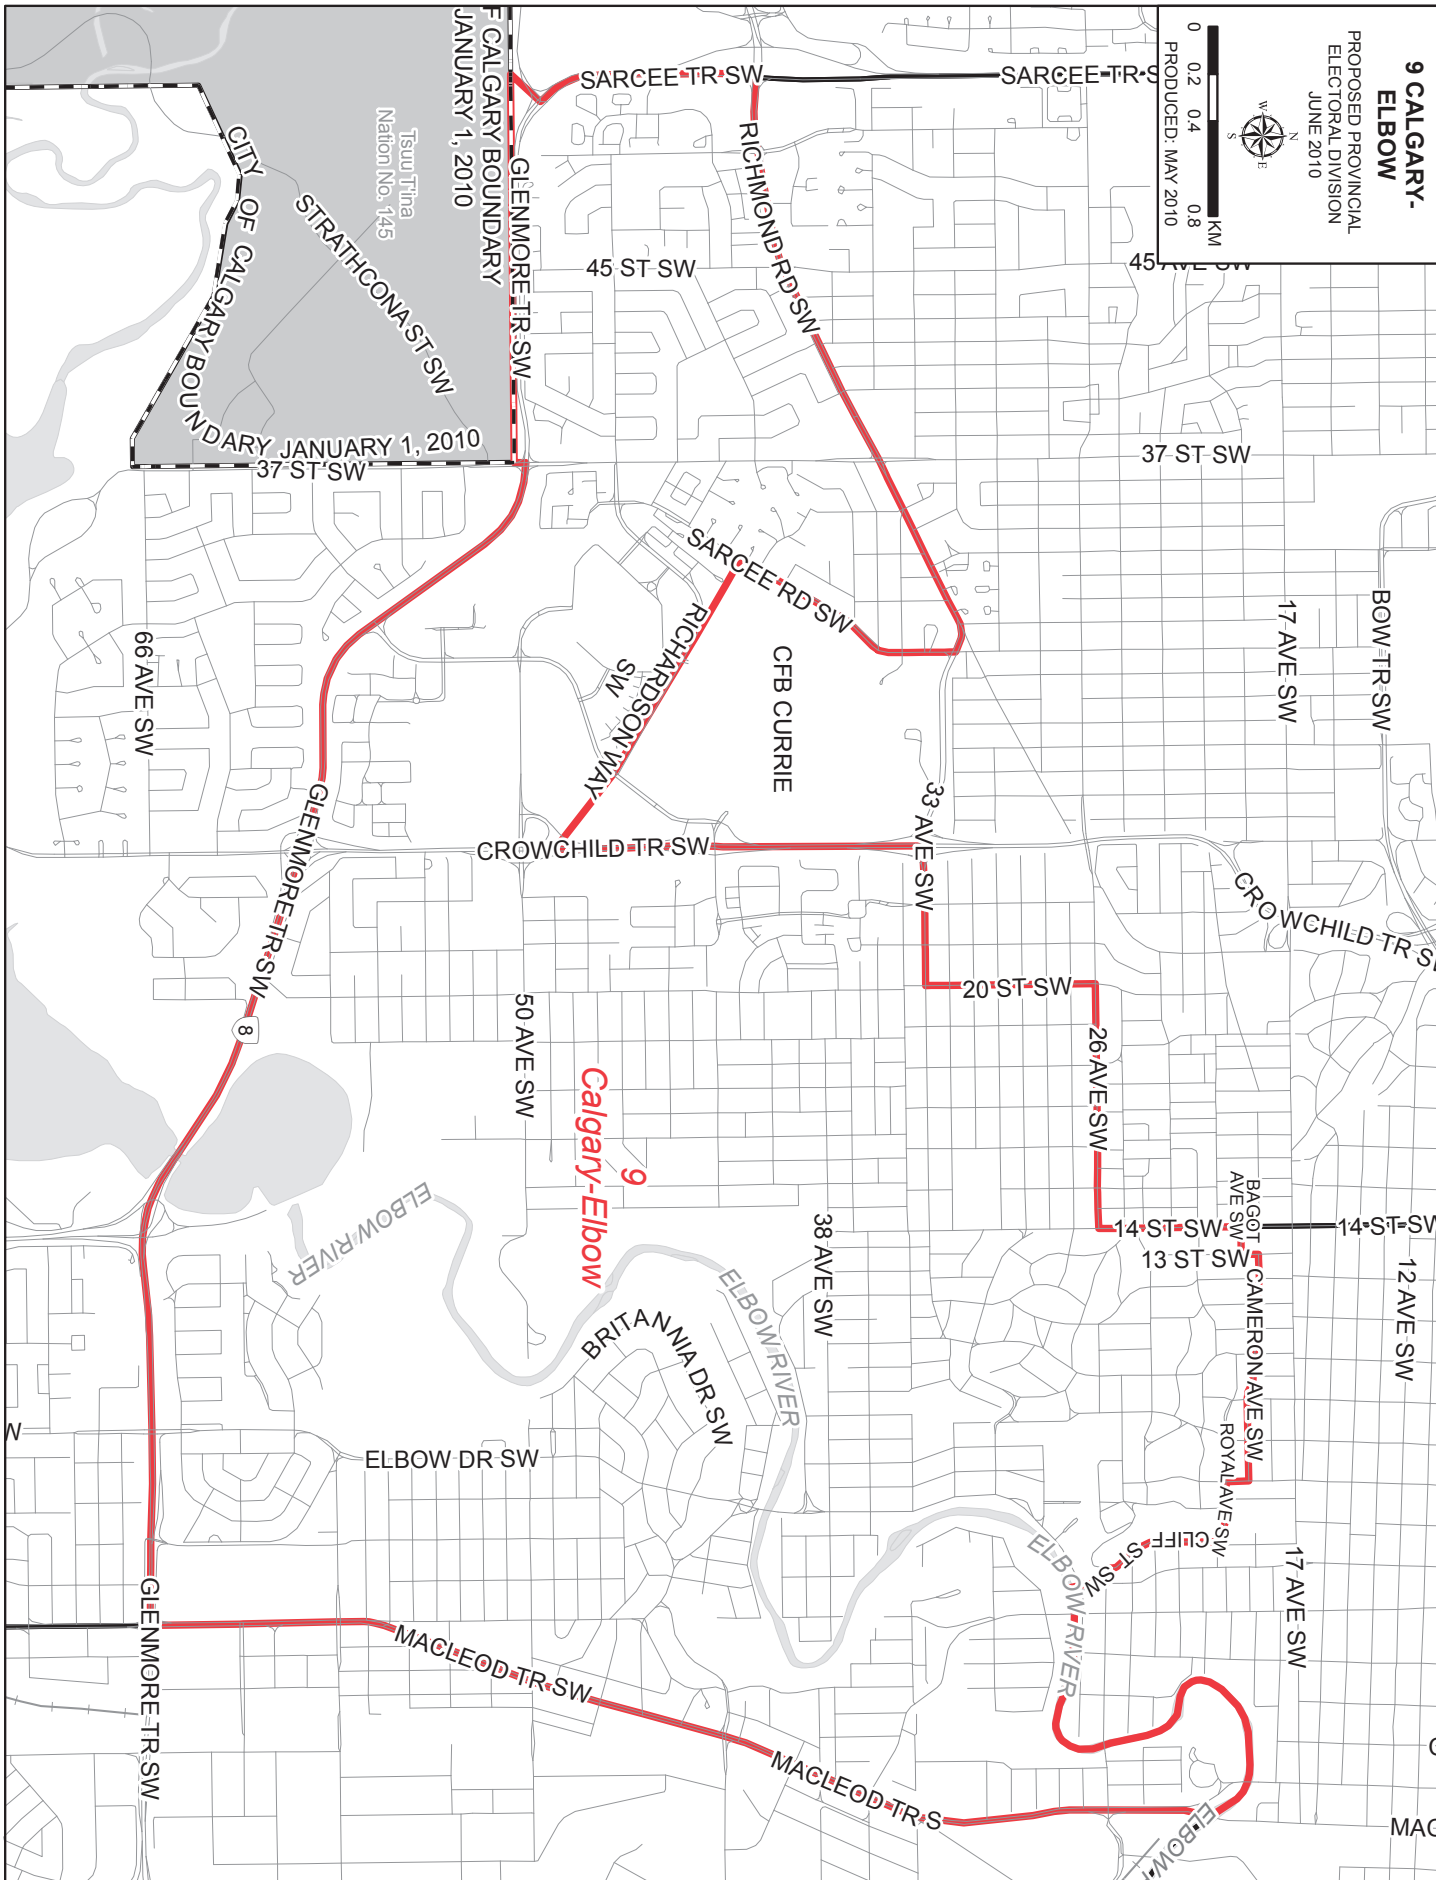 9 CALGARY-
ELBOW
PROPOSED PROVINCIAL
ELECTORAL DIVISION
JUNE 2010
N
W
E
S
KM
0 0.2 0.4 0.8
PRODUCED: MAY 2010
SARCEE TR SW
SARCEE TR S
F CALGARY BOUNDARY
JANUARY 1, 2010
GLENMORE TR SW
RICHMOND RD SW
45 ST SW
45 AVE SW
Tsuu T'ina
Nation No. 145
STRATHCONA ST SW
CITY OF CALGARY BOUNDARY JANUARY 1, 2010
37 ST SW
37 ST SW
SARCEE RD SW
RICHARDSON WAY
SW
CFB CURRIE
17 AVE SW
BOW TR SW
66 AVE SW
GLENMORE TR SW
CROWCHILD TR SW
33 AVE SW
CROWCHILD TR SW
20 ST SW
26 AVE SW
50 AVE SW
8
9
Calgary-Elbow
ELBOW RIVER
38 AVE SW
14 ST SW
BAGOT
AVE SW
14 ST SW
13 ST SW
CAMERON AVE SW
12 AVE SW
ELBOW RIVER
BRITANNIA DR SW
ELBOW DR SW
ROYAL AVE SW
CLIFF ST SW
ELBOW RIVER
17 AVE SW
GLENMORE TR SW
MACLEOD TR SW
MACLEOD TR S
ELBOW
MAC
W